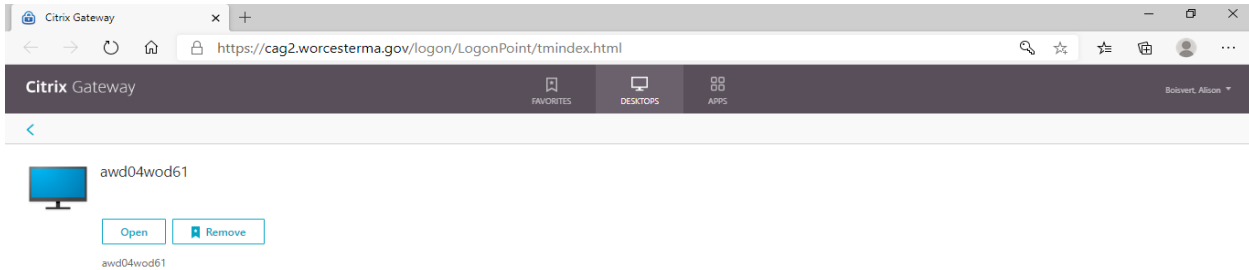 Citrix Gateway
https://cag2.worcesterma.gov/logon/LogonPoint/tmindex.html
Citrix Gateway
FAVORITES
DESKTOPS
APPS
Boisvert, Alison
awd04wod61
Open
Remove
awd04wod61